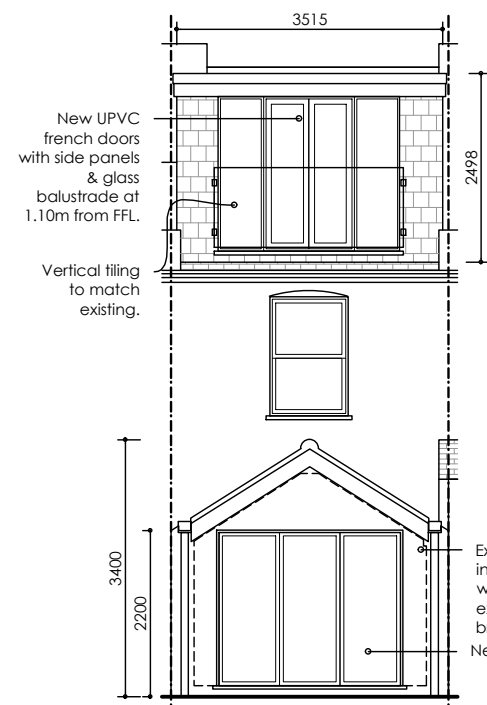 3515
New UPVC
french doors
with side panels
& glass
balustrade at
1.10m from FFL.
2498
Vertical tiling
to match
existing.
3400
2200